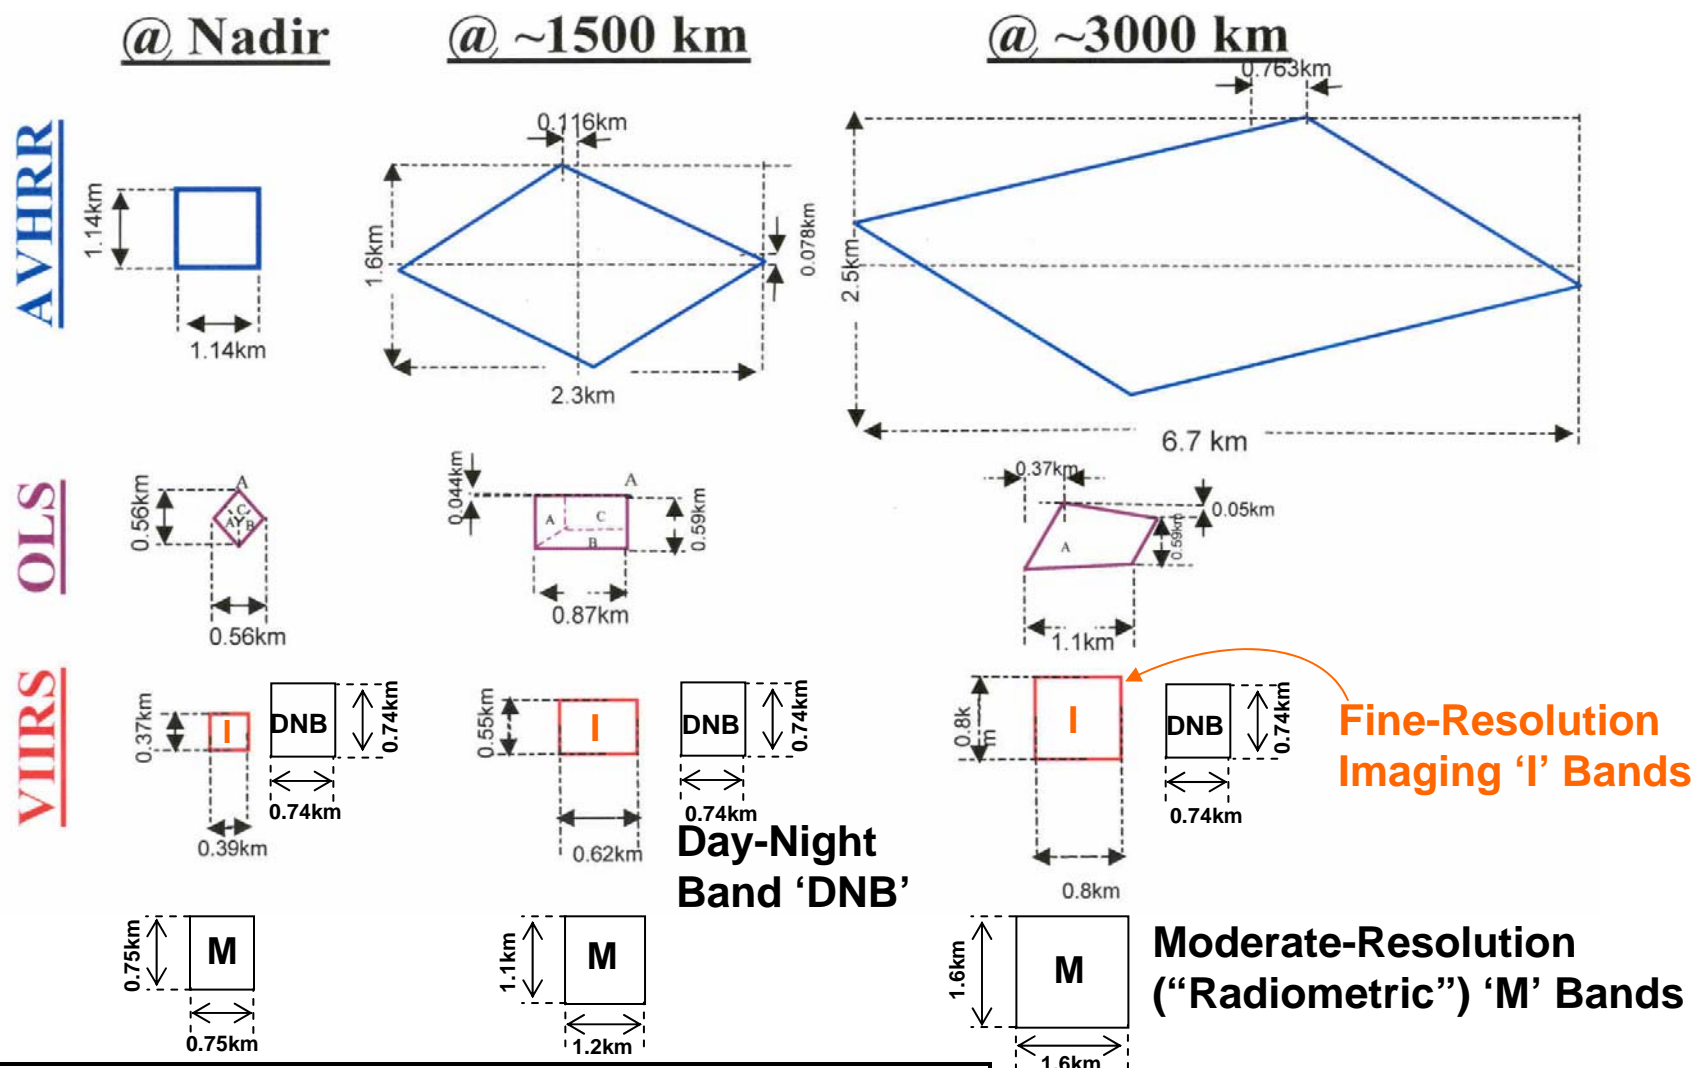 @ Nadir
@ ~1500 km
@ ~3000 km
AVHRR
1.14km
1.14km
0.116km
1.6km
0.078km
2.3km
0.763km
2.5km
6.7 km
OLS
0.56km
A
C
A
B
0.56km
0.044km
A
A
C
B
0.59km
0.87km
0.37km
0.05km
A
0.59km
1.1km
VIIRS
0.37km
I
0.39km
DNB
0.74km
0.74km
0.55km
I
0.62km
DNB
0.74km
0.74km
Day-Night
Band ‘DNB’
0.8k
m
I
0.8km
DNB
0.74km
0.74km
Fine-Resolution
Imaging ‘I’ Bands
0.75km
M
0.75km
1.1km
M
1.2km
1.6km
M
1.6km
Moderate-Resolution
(“Radiometric”) ‘M’ Bands